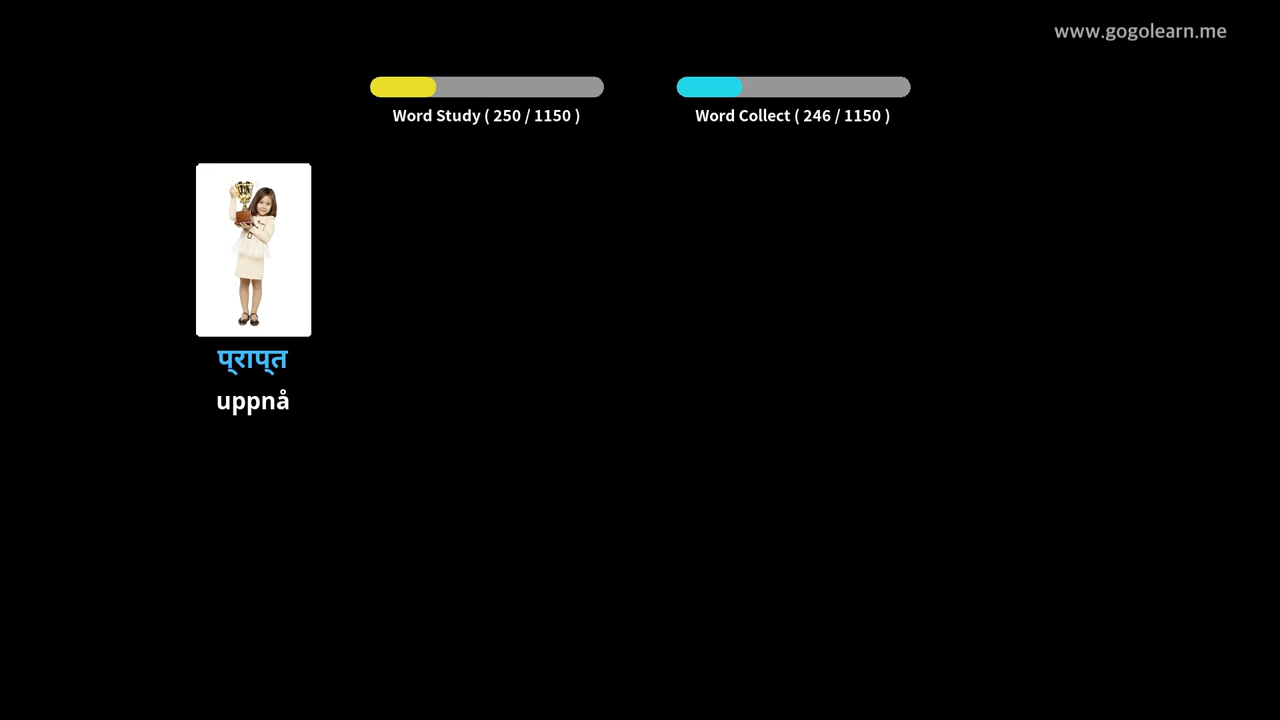 www.gogolearn.me
Word Study ( 250 / 1150 )
Word Collect ( 246 / 1150 )
प्राप्त
uppnå